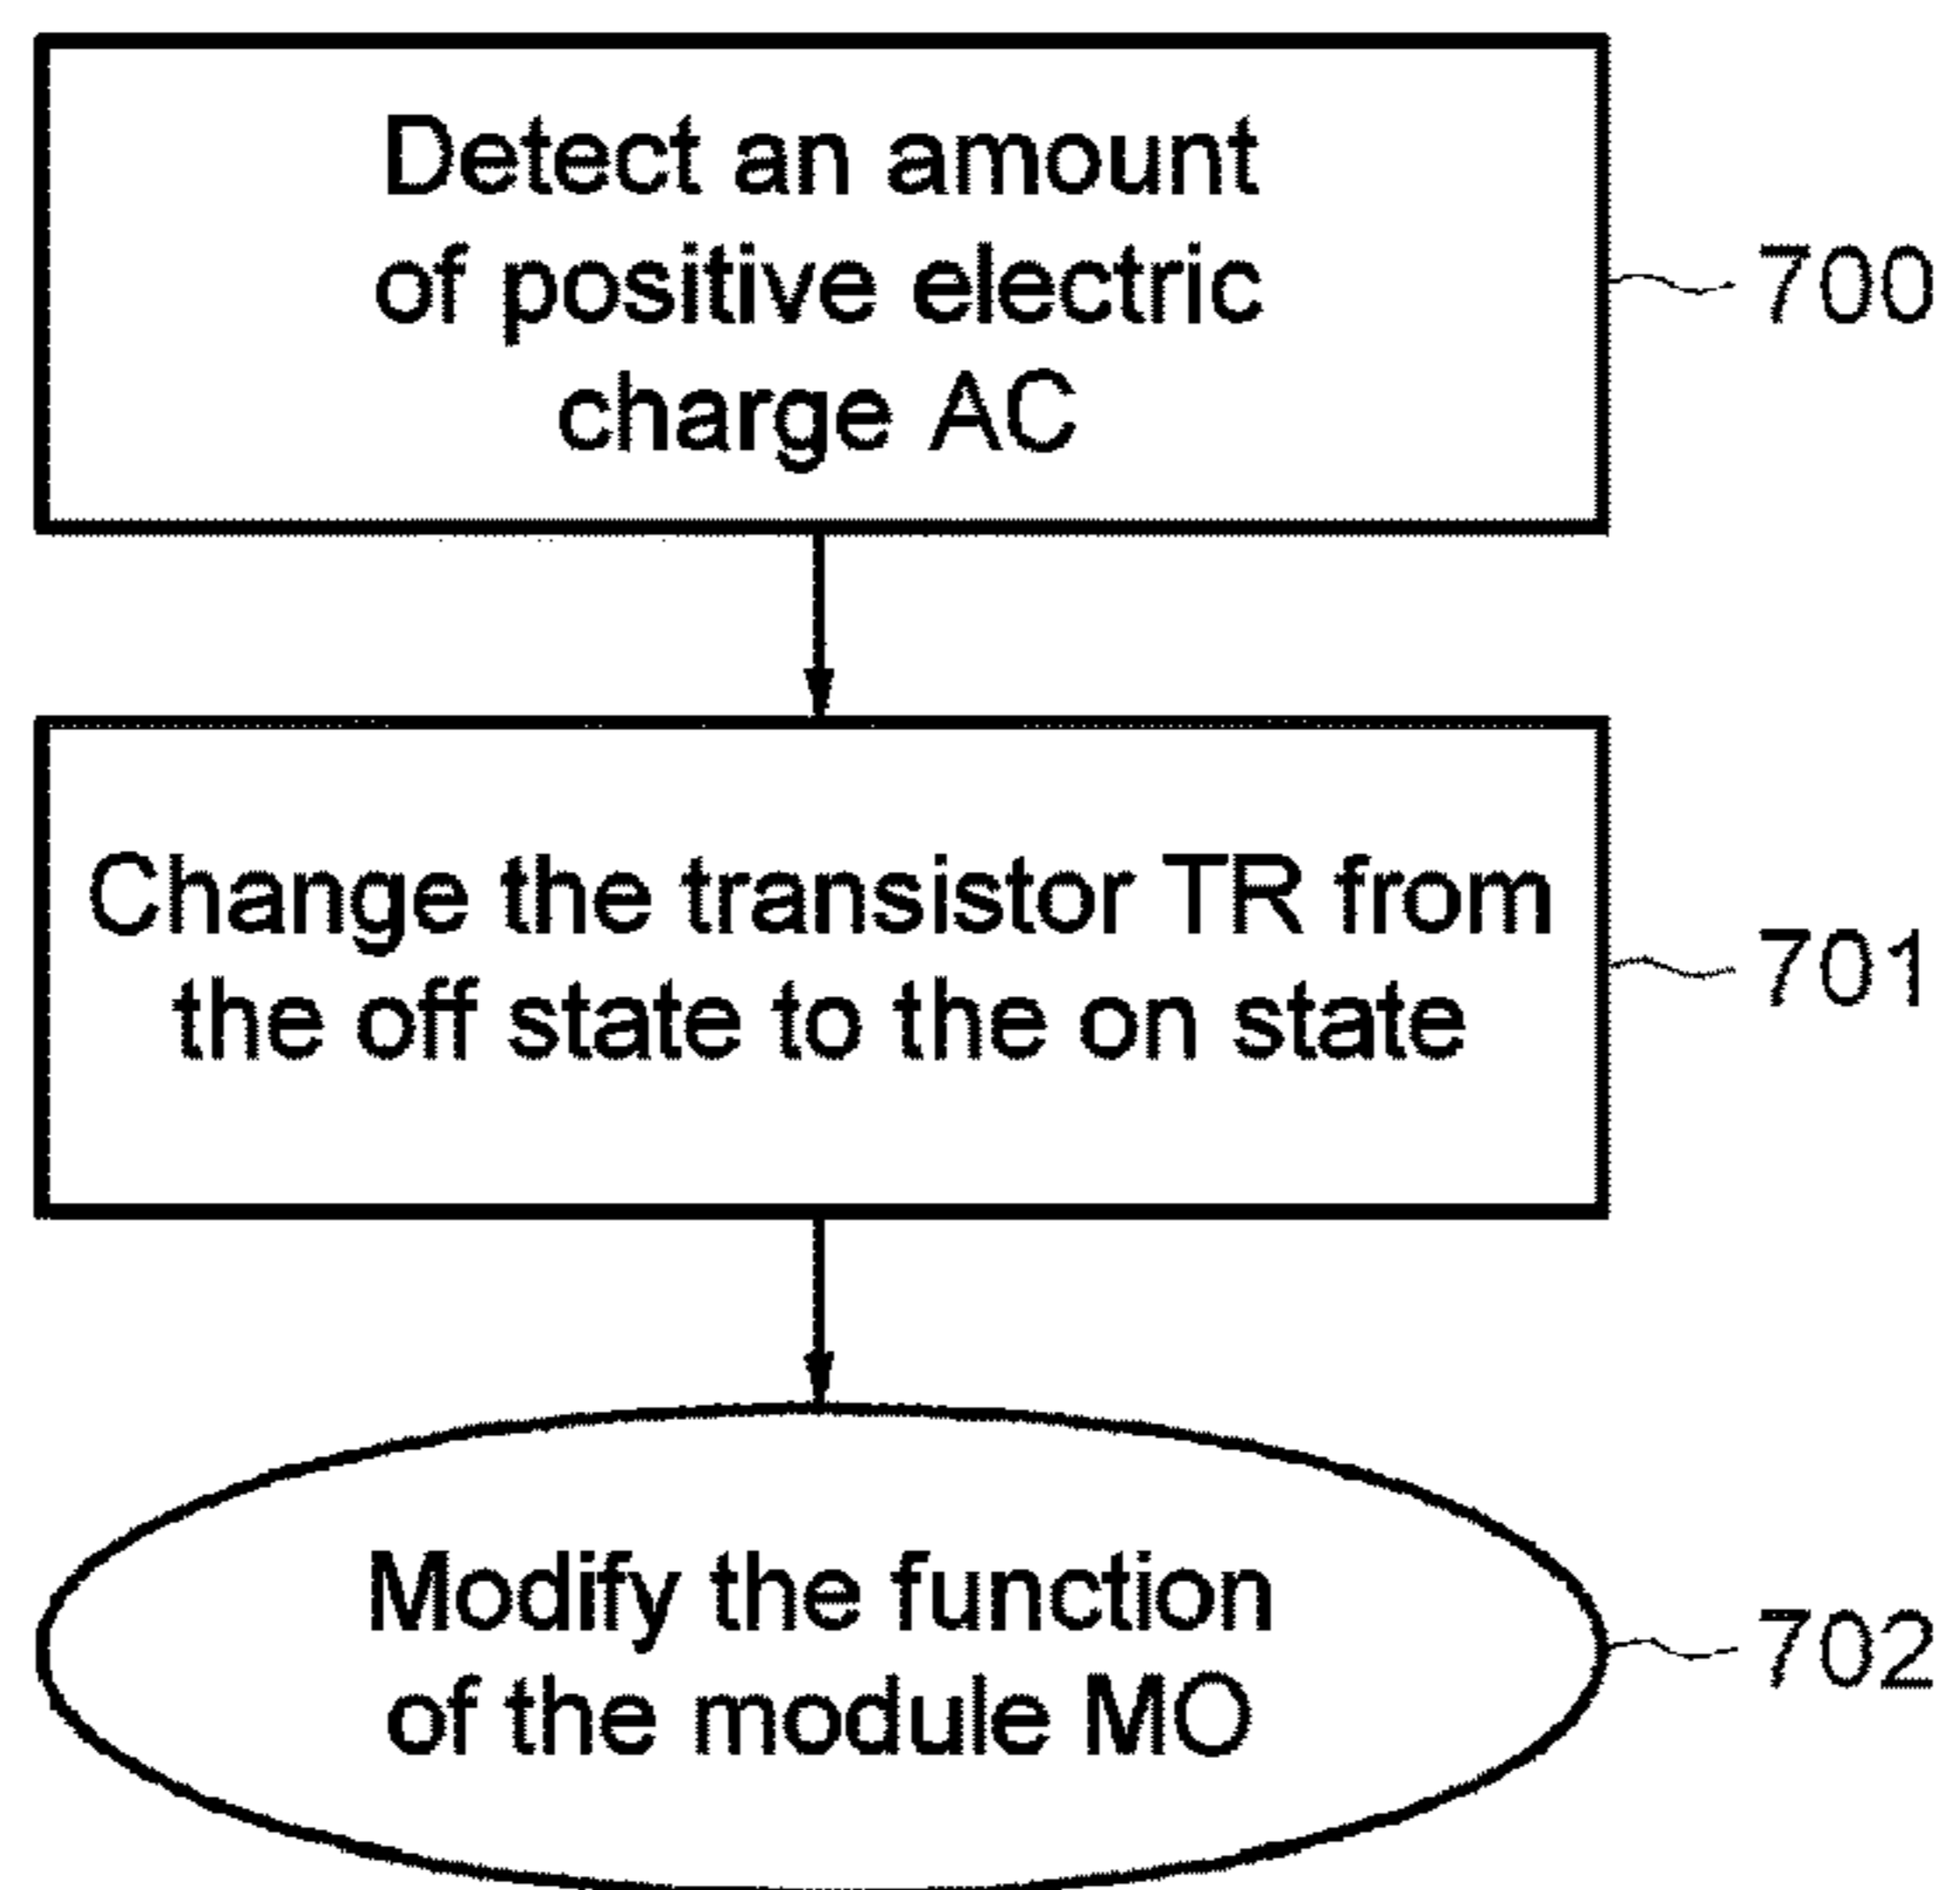 Detect an amount
of positive electric
charge AC
700
Change the transistor TR from
the off state to the on state
701
Modify the function
of the module MO
702